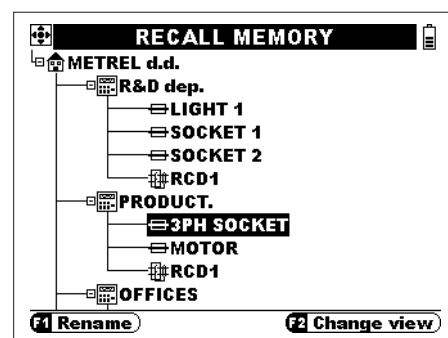 RECALL MEMORY
METREL d.d.
R&D dep.
LIGHT 1
SOCKET 1
SOCKET 2
RCD1
PRODUCT.
3PH SOCKET
MOTOR
RCD1
OFFICES
F1 Rename F2 Change view